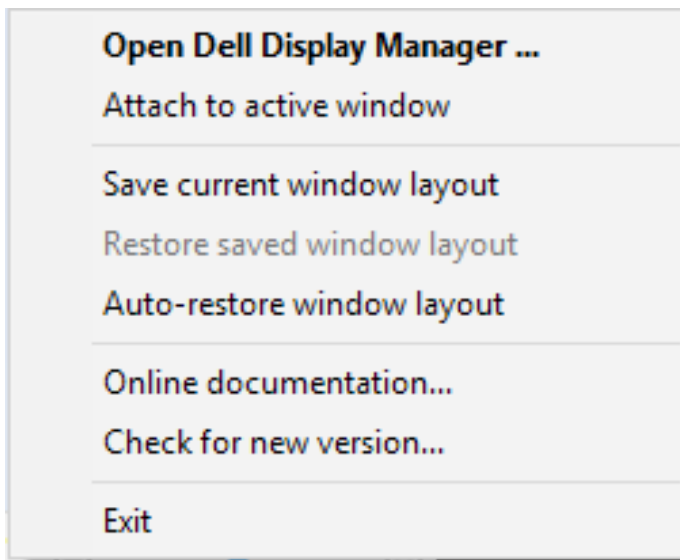 Open Dell Display Manager ...
Attach to active window
Save current window layout
Restore saved window layout
Auto-restore window layout
Online documentation...
Check for new version...
Exit